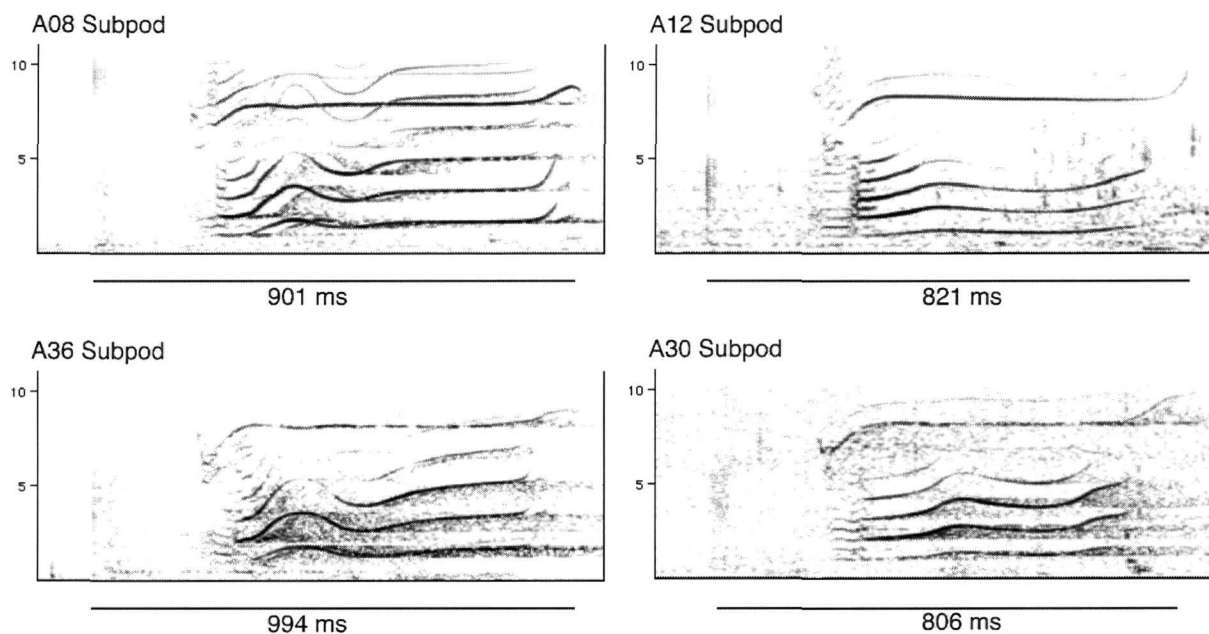 A08 Subpod
10
5
901 ms
A12 Subpod
10
5
821 ms
A36 Subpod
10
5
994 ms
A30 Subpod
10
5
806 ms